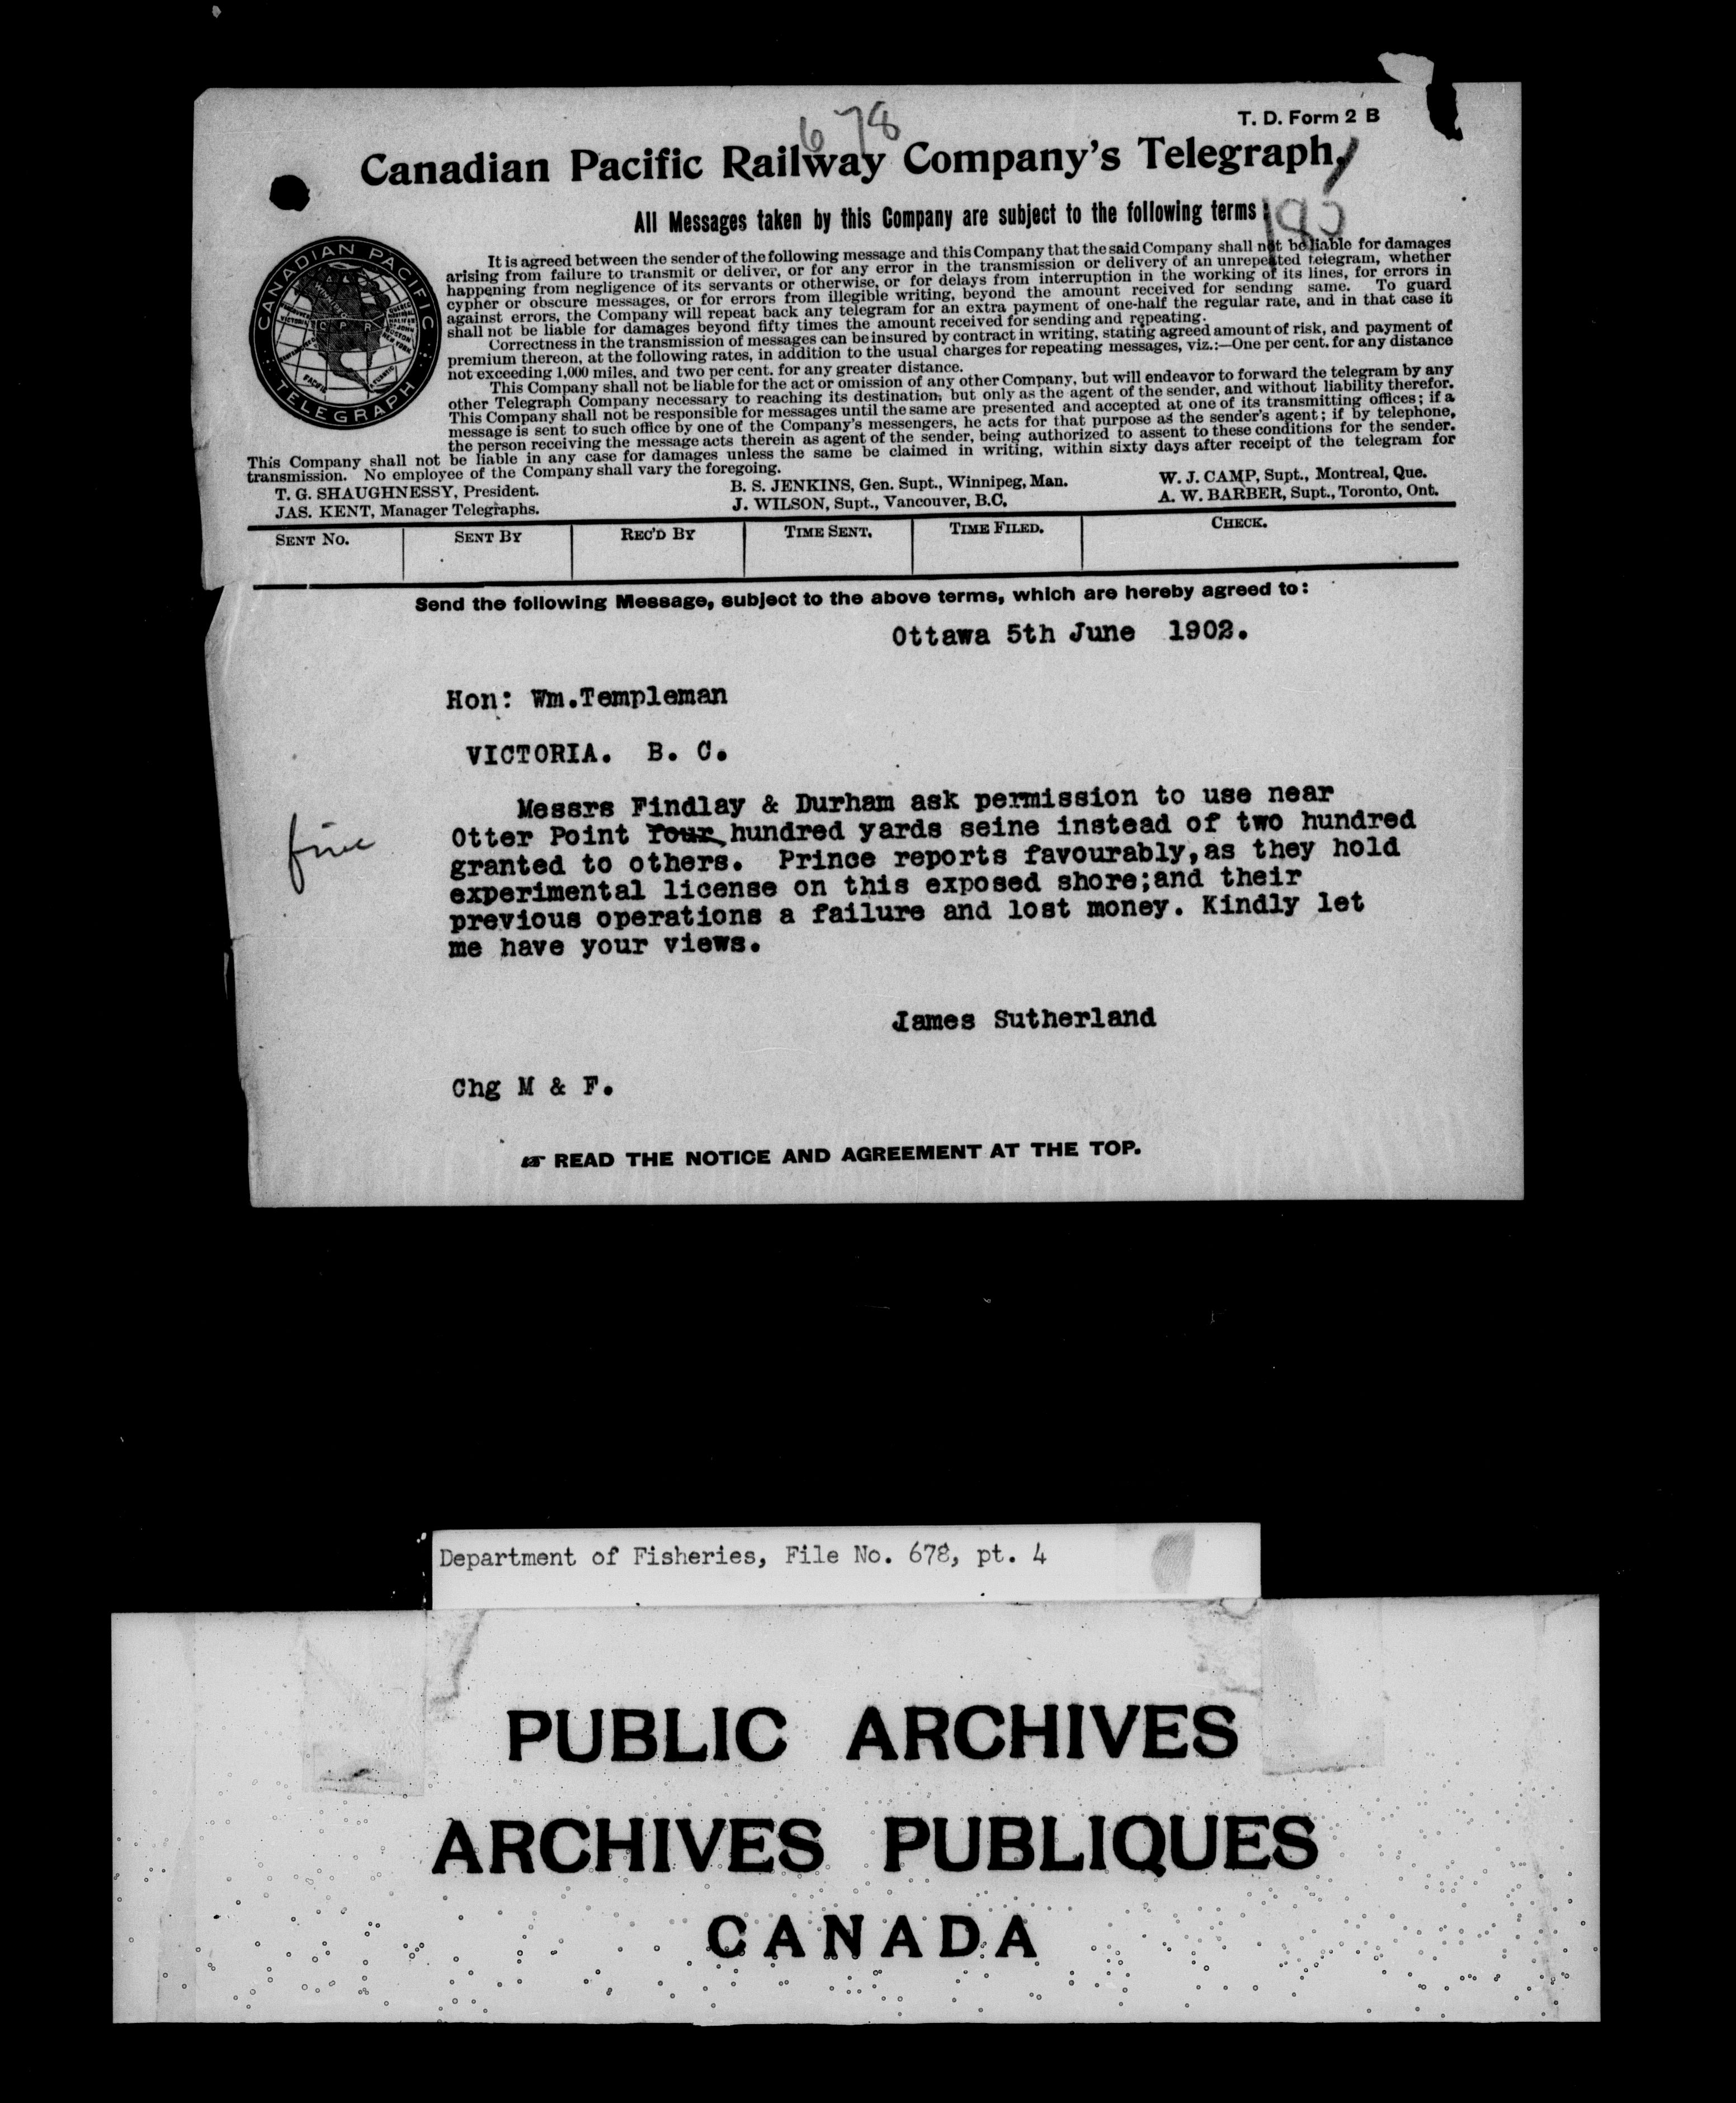 678
T. D. Form 2 B
Canadian Pacific Railway Company's Telegraph,
All Messages taken by this Company are subject to the following terms:
CANADIAN PACIFIC
C P R
PACIFIC
ATLANTIC
TELEGRAPH
It is agreed between the sender of the following message and this Company that the said Company shall not be liable for damages
arising from failure to transmit or deliver, or for any error in the transmission or delivery of an unrepeated telegram, whether
happening from negligence of its servants or otherwise, or for delays from interruption in the working of its lines, for errors in
cypher or obscure messages, or for errors from illegible writing, beyond the amount received for sending same. To guard
against errors, the Company will repeat back any telegram for an extra payment of one-half the regular rate, and in that case it
shall not be liable for damages beyond fifty times the amount received for sending and repeating.
Correctness in the transmission of messages can be insured by contract in writing, stating agreed amount of risk, and payment of
premium thereon, at the following rates, in addition to the usual charges for repeating messages, viz.:—One per cent. for any distance
not exceeding 1,000 miles, and two per cent. for any greater distance.
This Company shall not be liable for the act or omission of any other Company, but will endeavor to forward the telegram by any
other Telegraph Company necessary to reaching its destination, but only as the agent of the sender, and without liability therefor.
This Company shall not be responsible for messages until the same are presented and accepted at one of its transmitting offices; if a
message is sent to such office by one of the Company's messengers, he acts for that purpose as the sender's agent; if by telephone,
the person receiving the message acts therein as agent of the sender, being authorized to assent to these conditions for the sender.
This Company shall not be liable in any case for damages unless the same be claimed in writing, within sixty days after receipt of the telegram for
transmission. No employee of the Company shall vary the foregoing.
T. G. SHAUGHNESSY, President. B. S. JENKINS, Gen. Supt., Winnipeg, Man. W. J. CAMP, Supt., Montreal, Que.
JAS. KENT, Manager Telegraphs. J. WILSON, Supt., Vancouver, B.C. A. W. BARBER, Supt., Toronto, Ont.
SENT NO. SENT BY REC'D BY TIME SENT. TIME FILED. CHECK.
Send the following Message, subject to the above terms, which are hereby agreed to:
Ottawa 5th June 1902.
Hon: Wm.Templeman
VICTORIA. B. C.
Messrs Findlay & Durham ask permission to use near
Otter Point four hundred yards seine instead of two hundred
granted to others. Prince reports favourably,as they hold
experimental license on this exposed shore;and their
previous operations a failure and lost money. Kindly let
me have your views.
five
James Sutherland
Chg M & F.
☞ READ THE NOTICE AND AGREEMENT AT THE TOP.
Department of Fisheries, File No. 678, pt. 4
PUBLIC ARCHIVES
ARCHIVES PUBLIQUES
CANADA